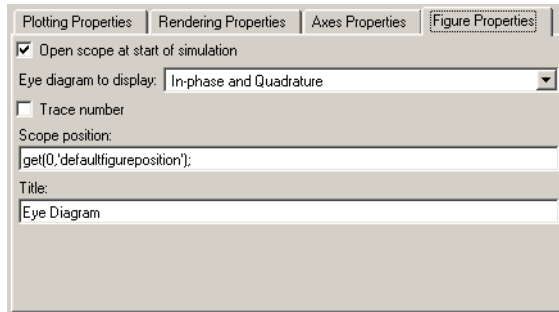 Plotting Properties Rendering Properties Axes Properties Figure Properties
Open scope at start of simulation
Eye diagram to display: In-phase and Quadrature
Trace number
Scope position:
get(0,'defaultfigureposition');
Title:
Eye Diagram